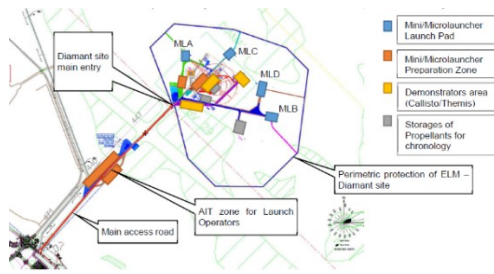 Diamant site
main entry
MLA
MLC
MLD
MLB
Mini/Microlauncher
Launch Pad
Mini/Microlauncher
Preparation Zone
Demonstrators area
(Callisto/Themis)
Storages of
Propellants for
chronology
Perimetric protection of ELM –
Diamant site
AIT zone for Launch
Operators
Main access road